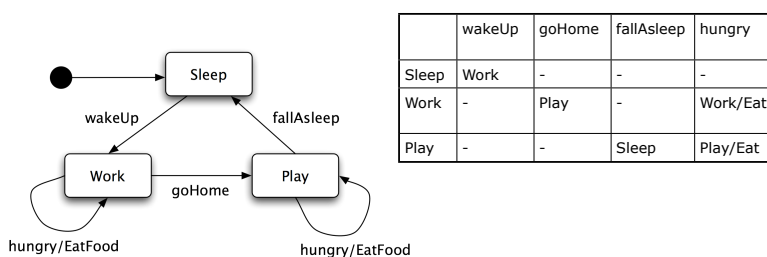 Sleep
wakeUp
fallAsleep
Work
Play
goHome
hungry/EatFood
hungry/EatFood
wakeUp goHome fallAsleep hungry
Sleep Work - - -
Work - Play - Work/Eat
Play - - Sleep Play/Eat